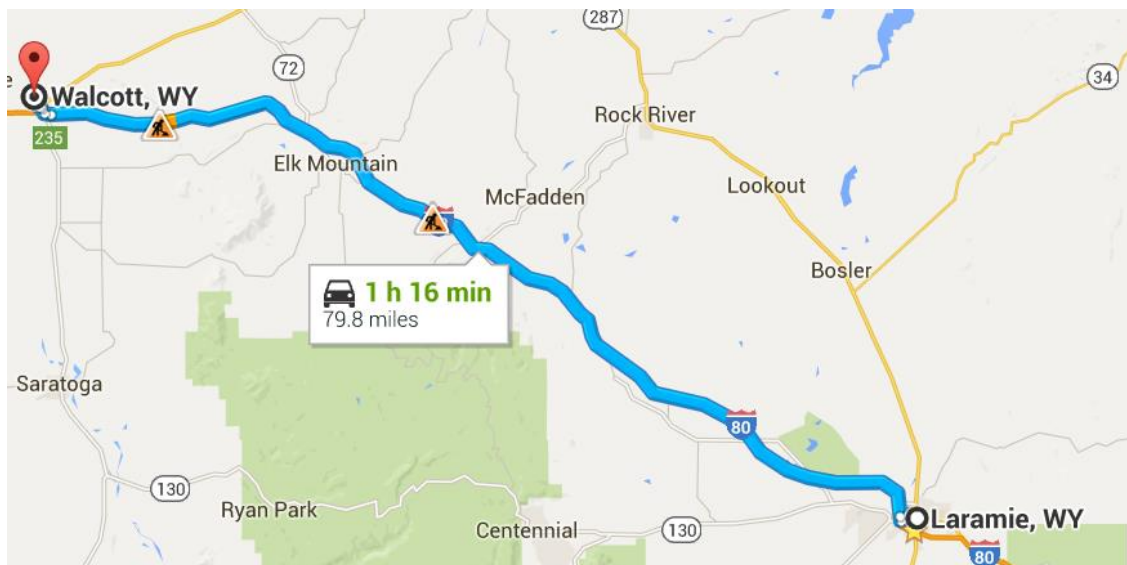 287
72
34
Walcott, WY
235
Rock River
Elk Mountain
McFadden
Lookout
Bosler
1 h 16 min
79.8 miles
Saratoga
80
130
Ryan Park
Centennial
130
Laramie, WY
80